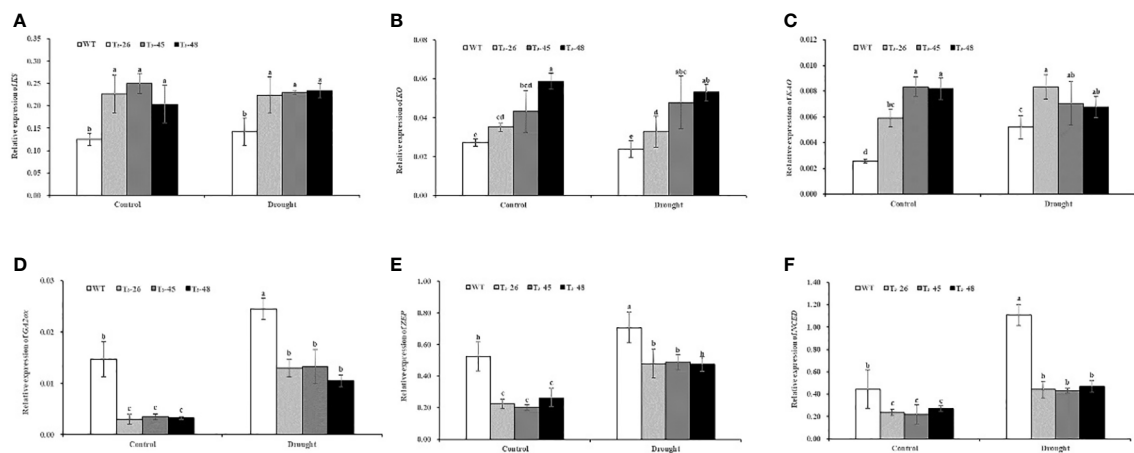 A
WT T₃-26 T₃-45 T₃-48
Relative expression of KS
0.35
0.30
0.25
0.20
0.15
0.10
0.05
0.00
b a a a b a a a
Control Drought
B
WT T₃-26 T₃-45 T₃-48
Relative expression of KO
0.08
0.06
0.04
0.02
0.00
e cd bcd a e d abc ab
Control Drought
C
WT T₃-26 T₃-45 T₃-48
Relative expression of KAO
0.012
0.010
0.008
0.006
0.004
0.002
0.000
d bc a a c a ab ab
Control Drought
D
WT T₃-26 T₃-45 T₃-48
Relative expression of GA2ox
0.03
0.02
0.01
0.00
b c c c a b b b
Control Drought
E
WT T₃-26 T₃-45 T₃-48
Relative expression of ZEP
1.00
0.80
0.60
0.40
0.20
0.00
b c c c a b b b
Control Drought
F
WT T₃-26 T₃-45 T₃-48
Relative expression of NCED
1.40
1.20
1.00
0.80
0.60
0.40
0.20
0.00
b c c c a b b b
Control Drought